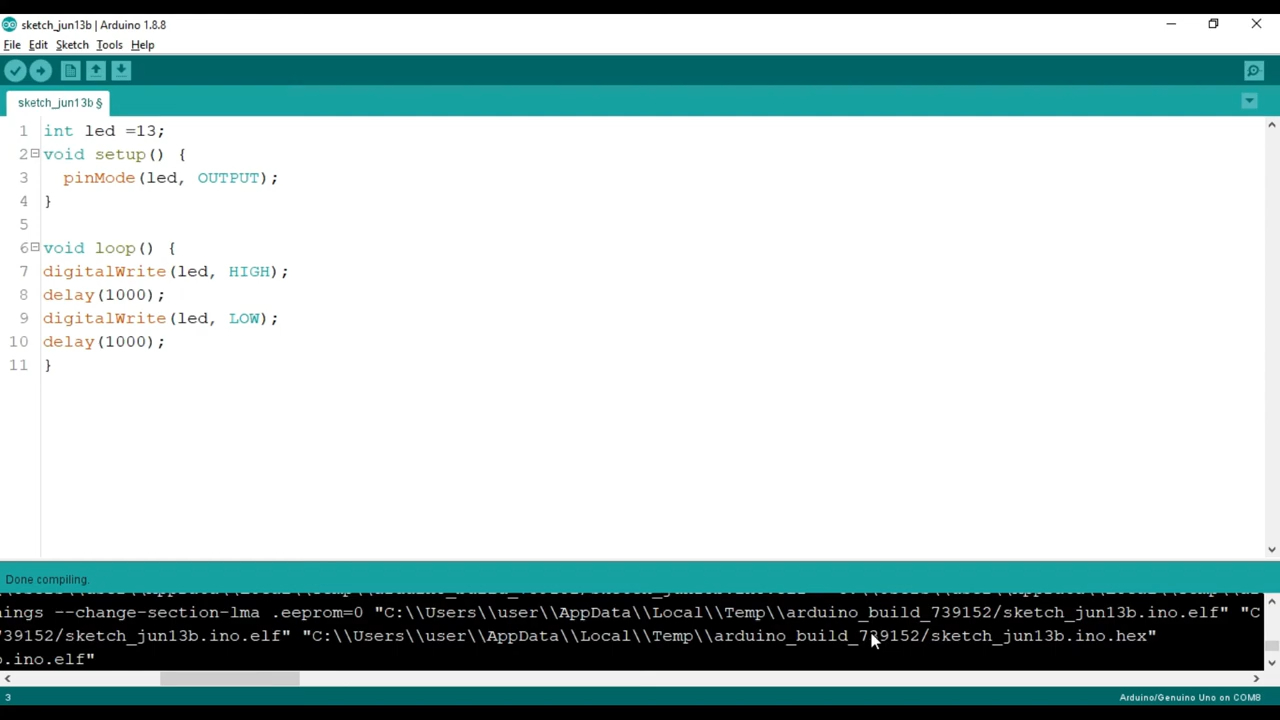 sketch_jun13b | Arduino 1.8.8
File Edit Sketch Tools Help
sketch_jun13b §
1 int led =13;
2 void setup() {
3 pinMode(led, OUTPUT);
4 }
5
6 void loop() {
7 digitalWrite(led, HIGH);
8 delay(1000);
9 digitalWrite(led, LOW);
10 delay(1000);
11 }
Done compiling.
nings --change-section-lma .eeprom=0 "C:\\Users\\user\\AppData\\Local\\Temp\\arduino_build_739152/sketch_jun13b.ino.elf" "C
739152/sketch_jun13b.ino.elf" "C:\\Users\\user\\AppData\\Local\\Temp\\arduino_build_739152/sketch_jun13b.ino.hex"
o.ino.elf"
3
Arduino/Genuino Uno on COM8